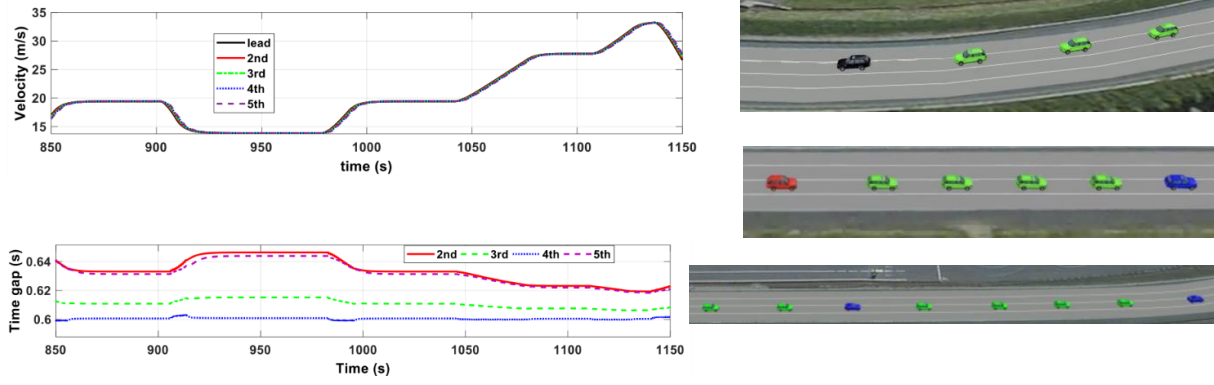 Velocity (m/s)
35
30
25
20
15
lead
2nd
3rd
4th
5th
850
900
950
1000
1050
1100
1150
time (s)
Time gap (s)
0.64
0.62
0.6
2nd 3rd 4th 5th
850
900
950
1000
1050
1100
1150
Time (s)